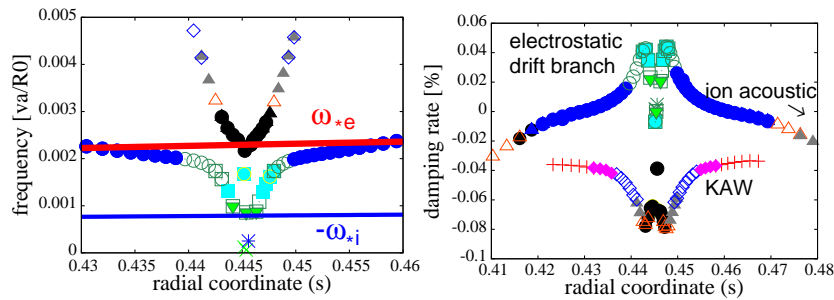 frequency [va/R0]
0.005
0.004
0.003
0.002
0.001
0
ω*e
-ω*i
0.43 0.435 0.44 0.445 0.45 0.455 0.46
radial coordinate (s)
damping rate [%]
0.06
0.04
0.02
0
-0.02
-0.04
-0.06
-0.08
electrostatic
drift branch
ion acoustic
KAW
0.41 0.42 0.43 0.44 0.45 0.46 0.47 0.48
radial coordinate (s)